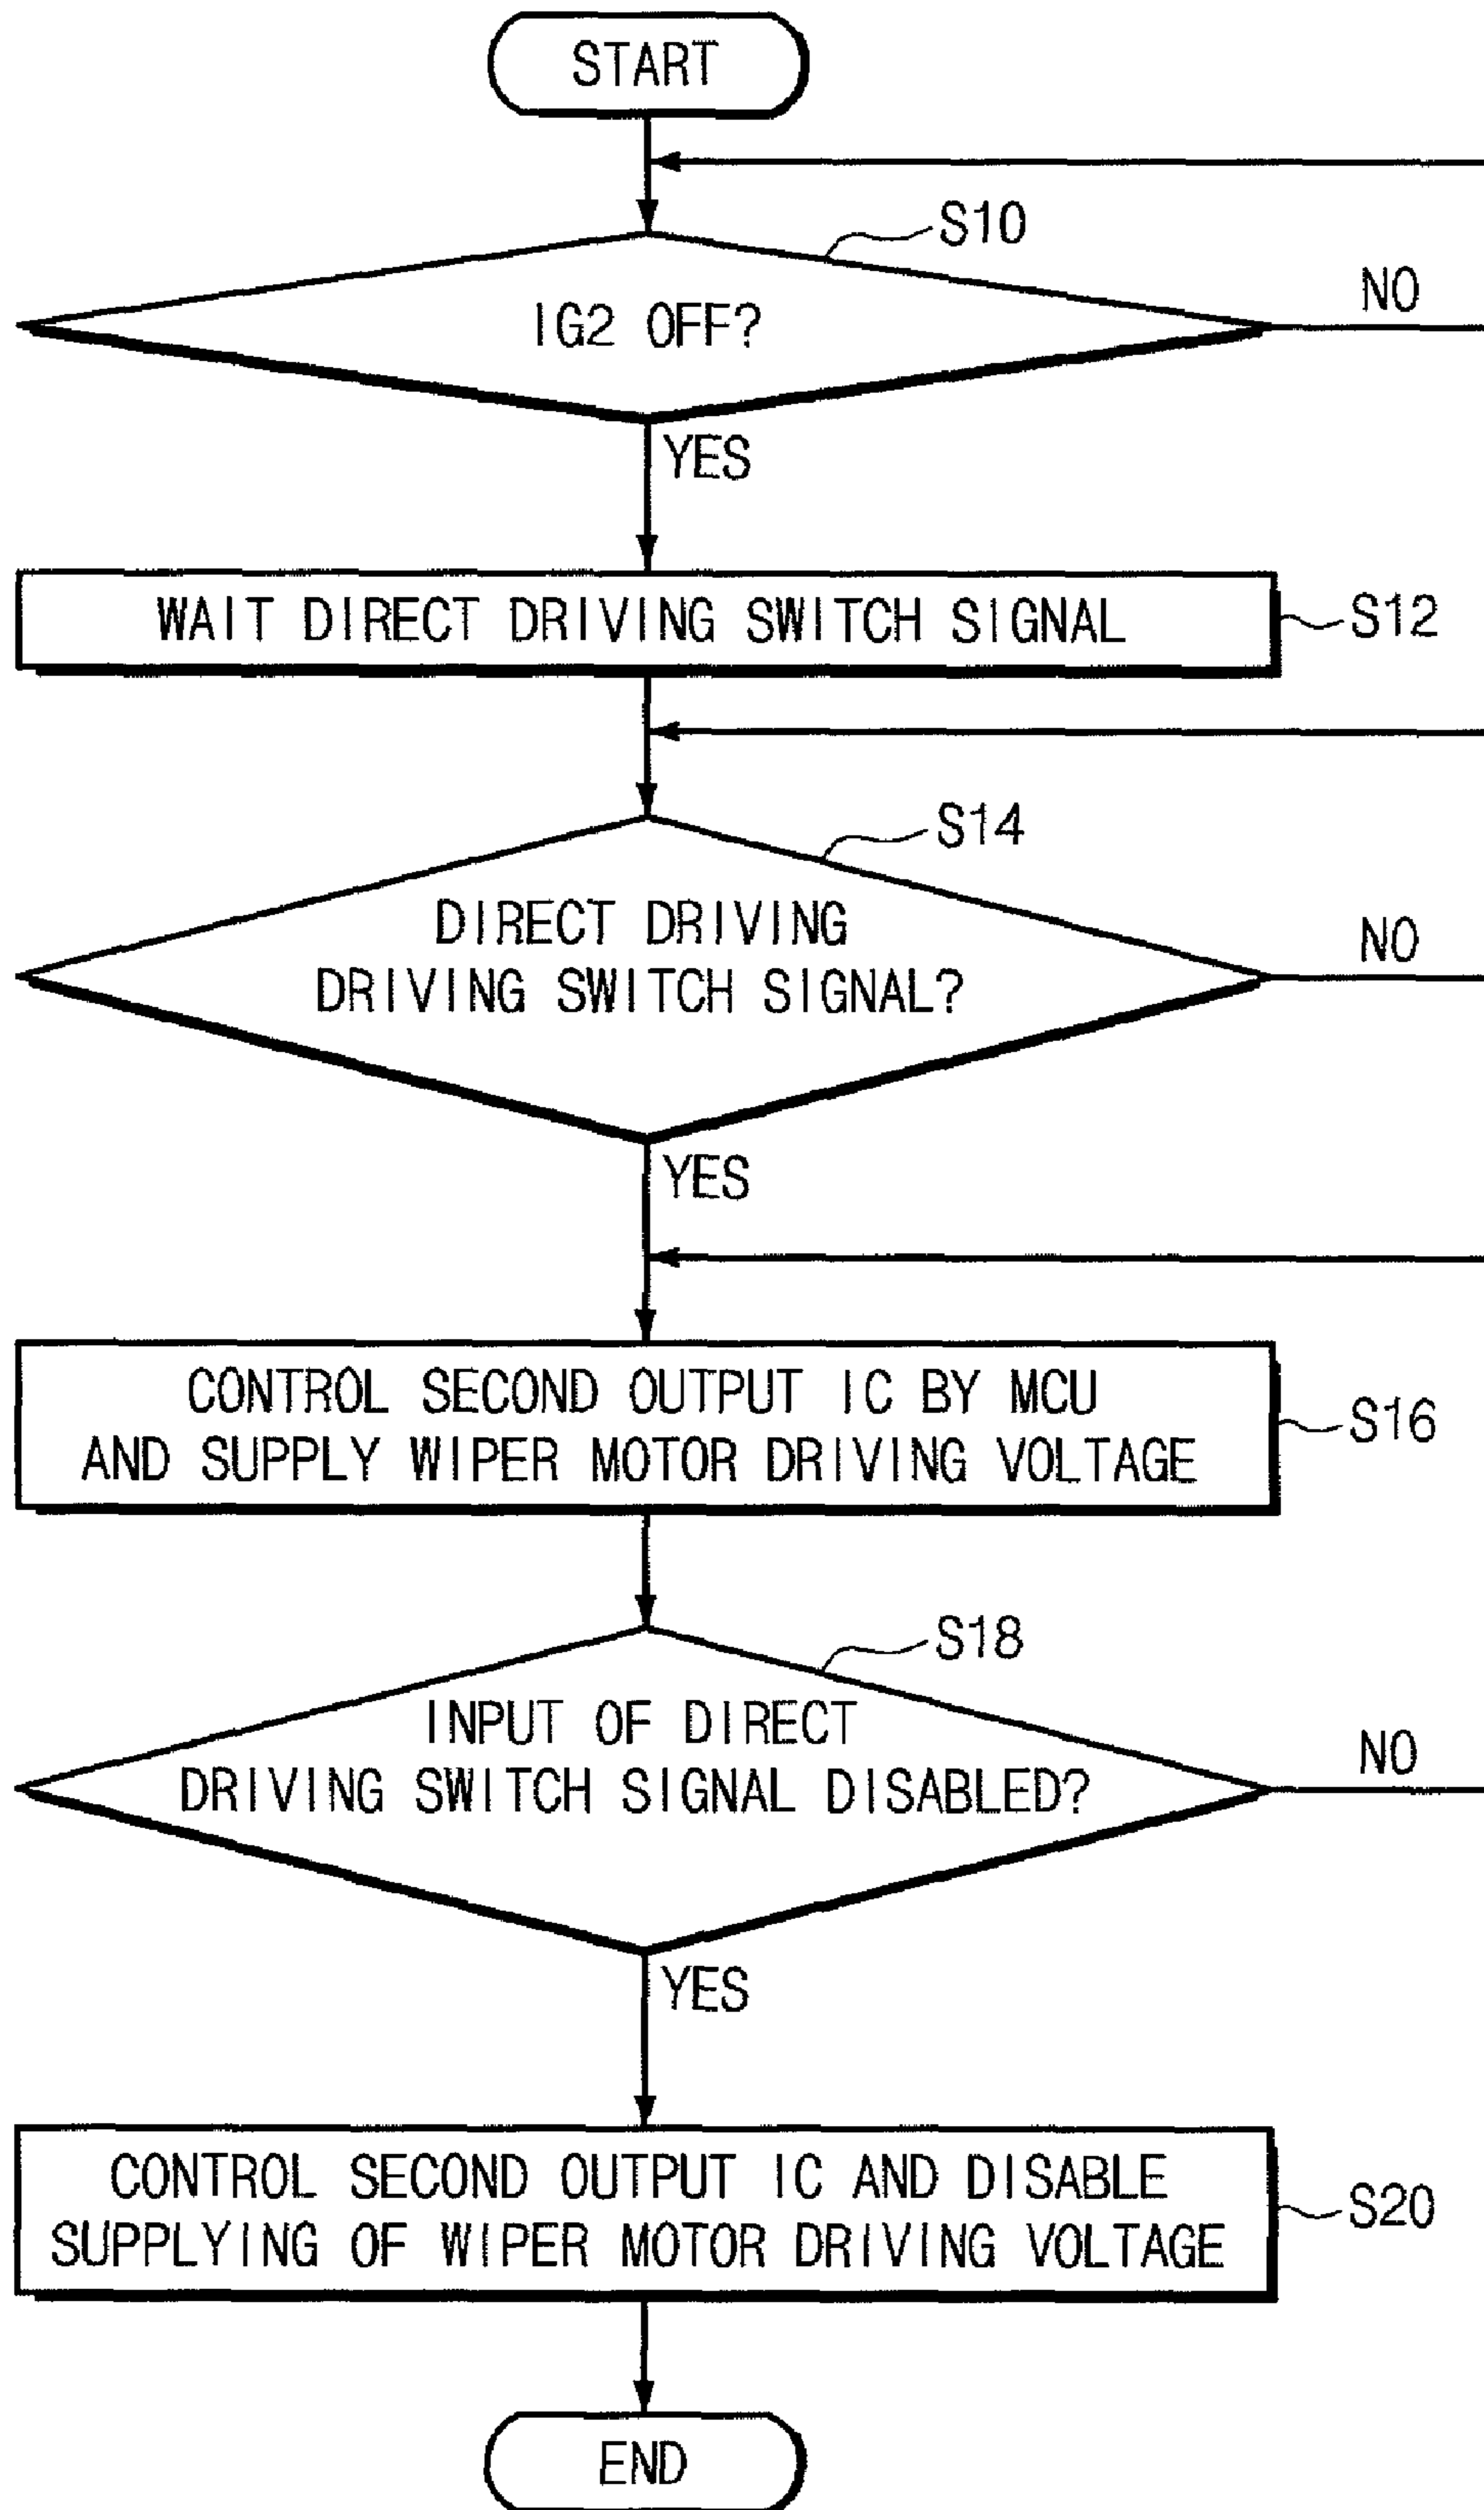 START
S10
IG2 OFF?
NO
YES
WAIT DIRECT DRIVING SWITCH SIGNAL
S12
S14
DIRECT DRIVING
DRIVING SWITCH SIGNAL?
NO
YES
CONTROL SECOND OUTPUT IC BY MCU
AND SUPPLY WIPER MOTOR DRIVING VOLTAGE
S16
S18
INPUT OF DIRECT
DRIVING SWITCH SIGNAL DISABLED?
NO
YES
CONTROL SECOND OUTPUT IC AND DISABLE
SUPPLYING OF WIPER MOTOR DRIVING VOLTAGE
S20
END